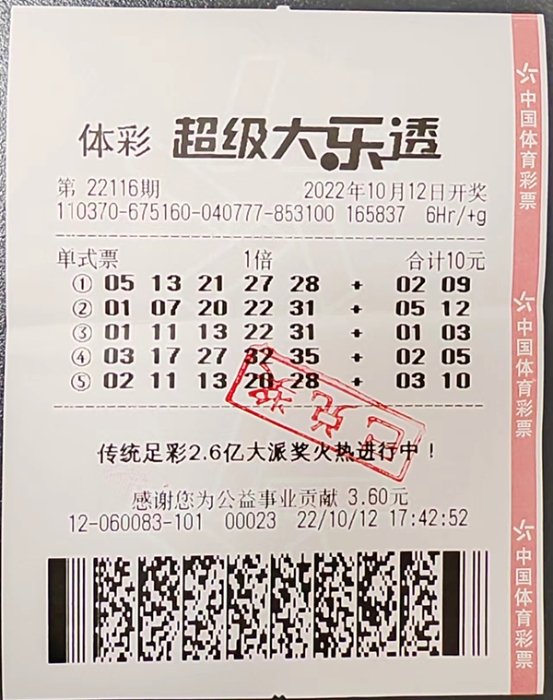 体彩 超级大乐透
第 22116期 2022年10月12日开奖
110370-675160-040777-853100 165837 6Hr/+g
单式票 1倍 合计10元
① 05 13 21 27 28 + 02 09
② 01 07 20 22 31 + 05 12
③ 01 11 13 22 31 + 01 03
④ 03 17 27 32 35 + 02 05
⑤ 02 11 13 20 28 + 03 10
传统足彩2.6亿大派奖火热进行中！
感谢您为公益事业贡献 3.60元
12-060083-101 00023 22/10/12 17:42:52
中国体育彩票
中国体育彩票
中国体育彩票